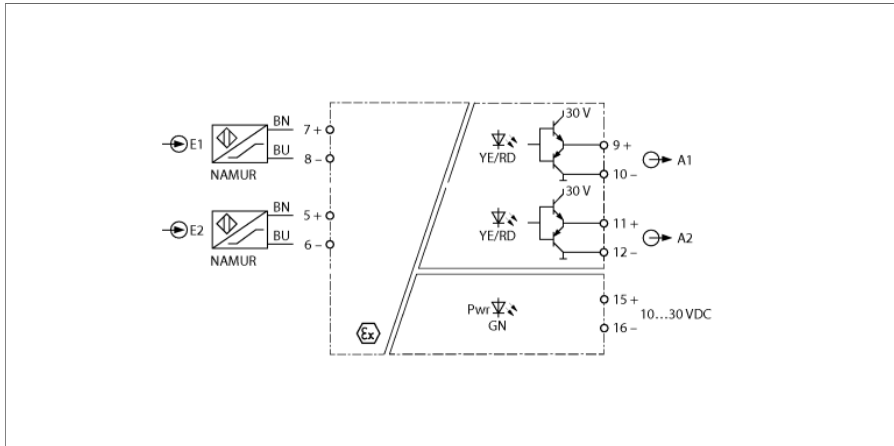 E1
BN
7 +
BU
8 –
NAMUR
E2
BN
5 +
BU
6 –
NAMUR
Ex
30 V
YE/RD
9 +
10 –
A1
30 V
YE/RD
11 +
12 –
A2
Pwr
GN
15 +
16 –
10...30 VDC